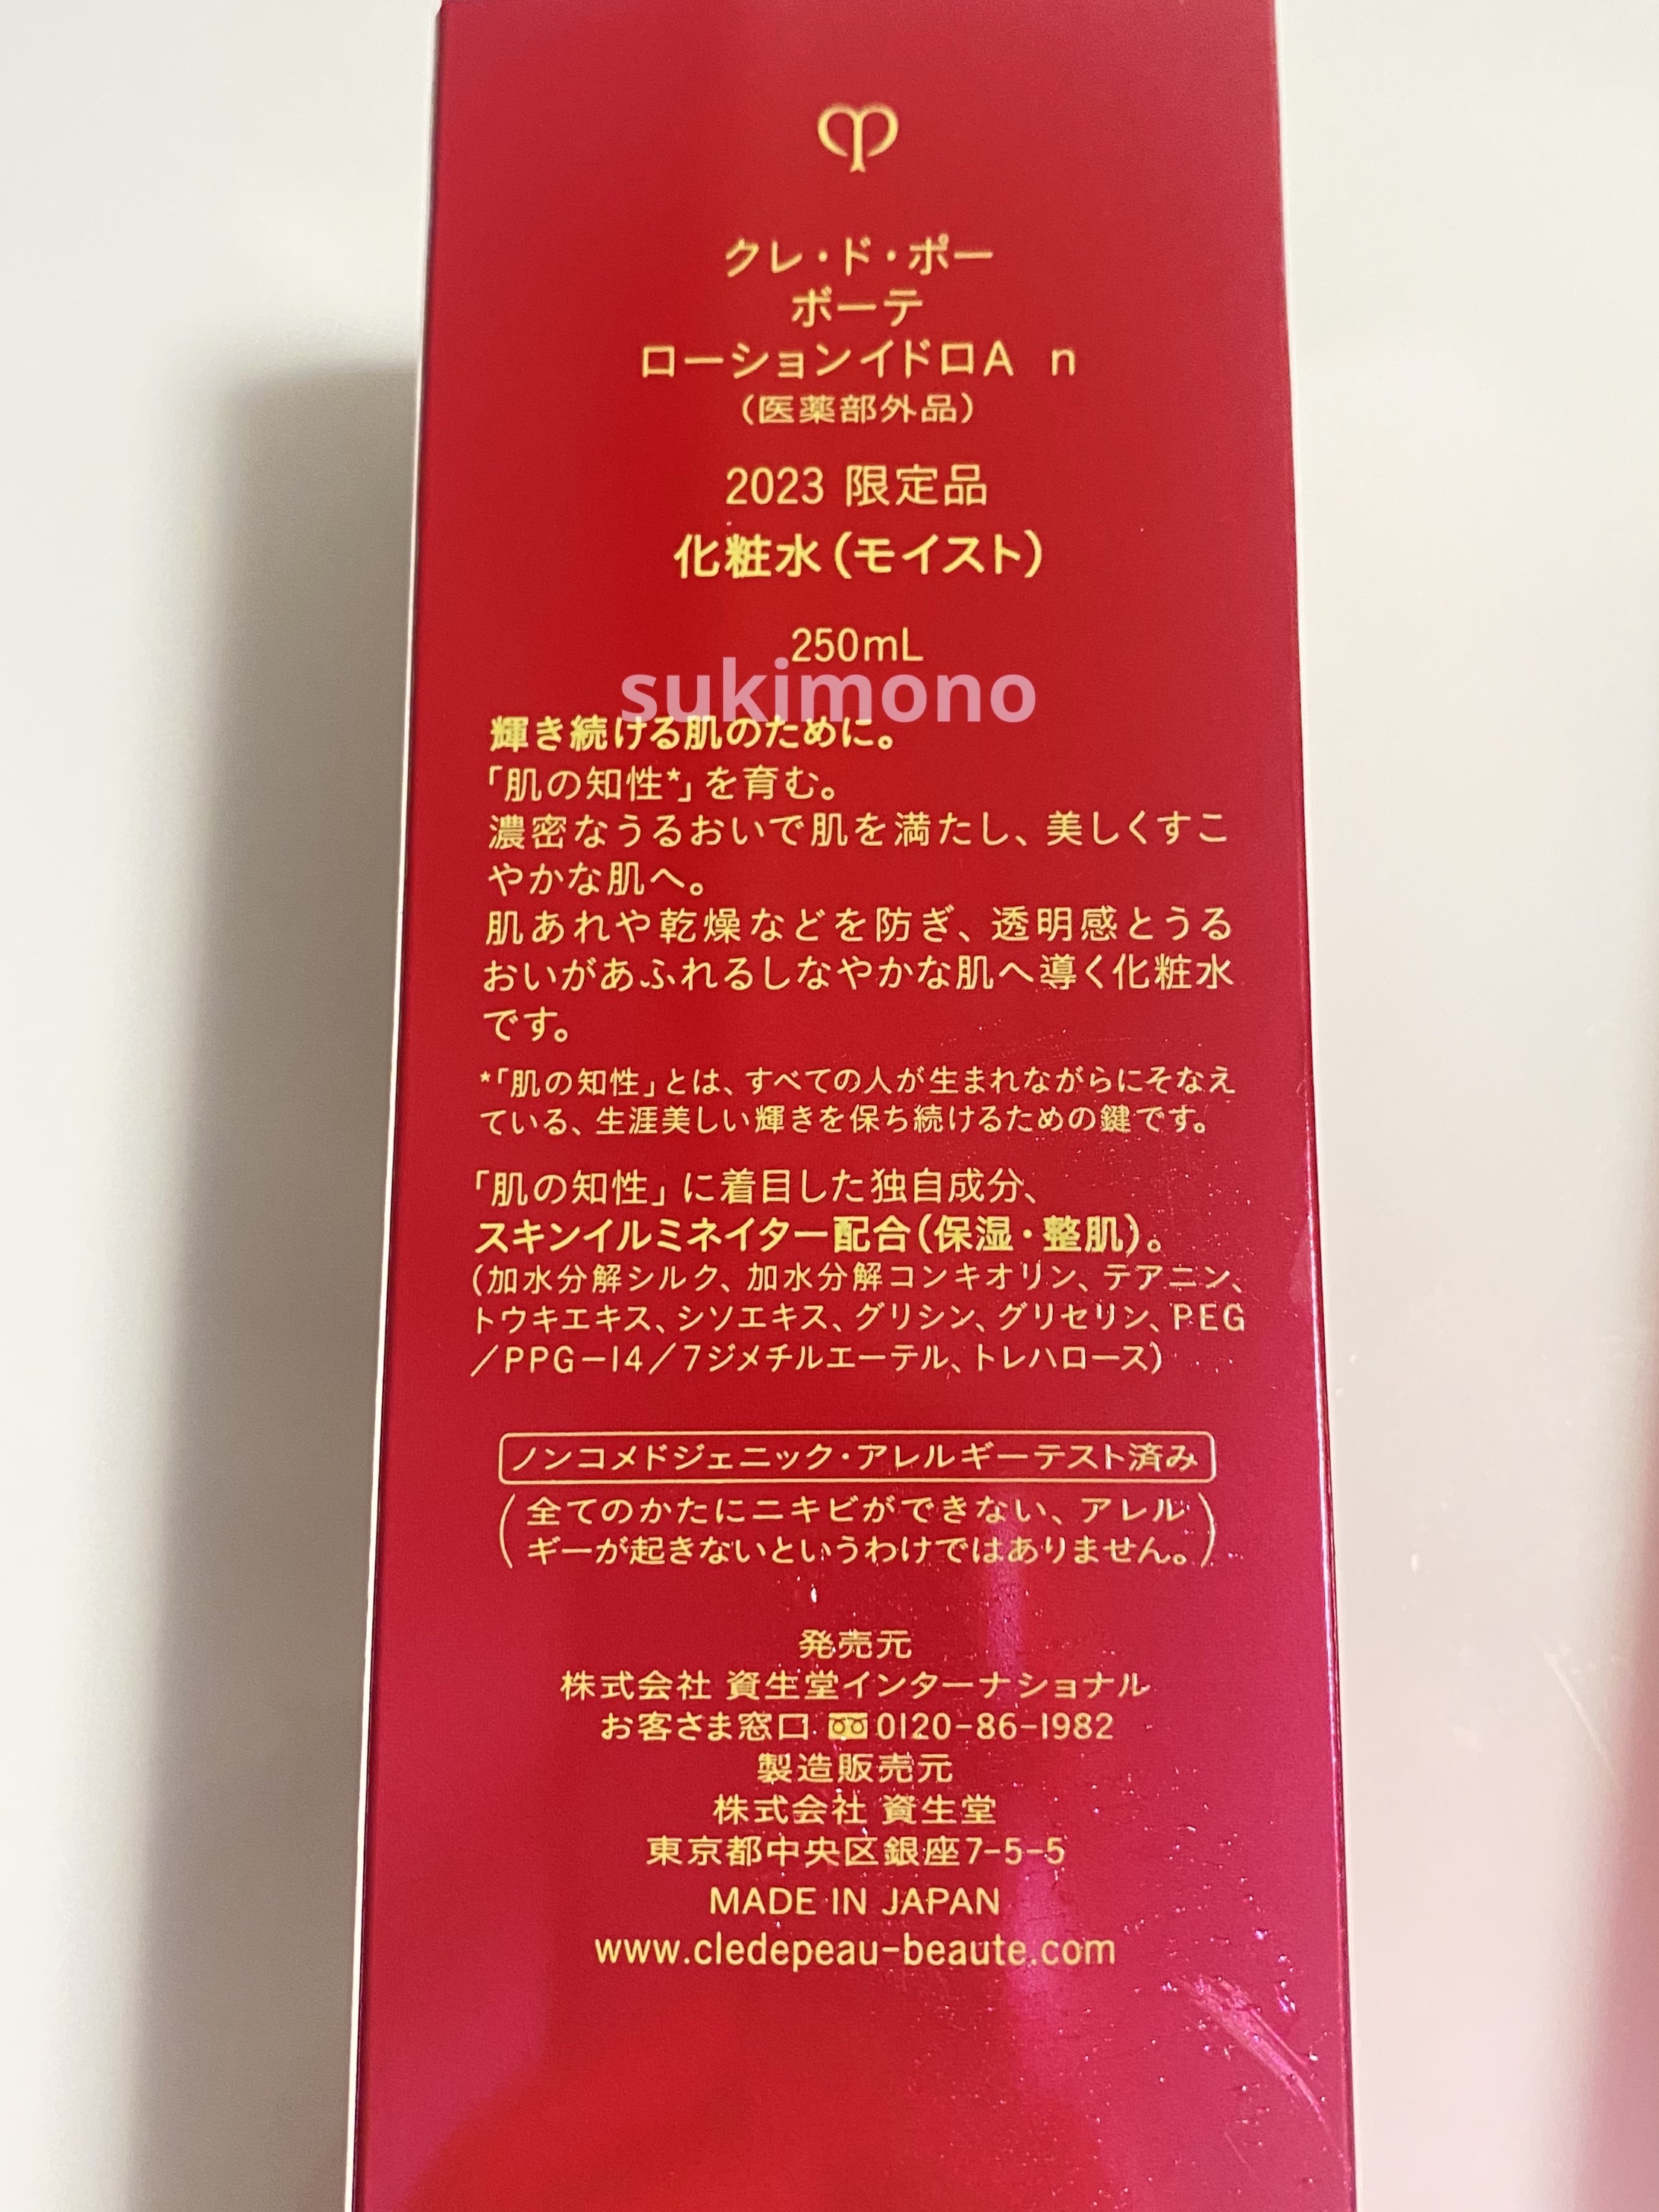 クレ・ド・ポー
ボーテ
ローションイドロA n
(医薬部外品)
2023 限定品
化粧水(モイスト)
250mL
sukimono
輝き続ける肌のために。
「肌の知性*」を育む。
濃密なうるおいで肌を満たし、美しくすこ
やかな肌へ。
肌あれや乾燥などを防ぎ、透明感とうる
おいがあふれるしなやかな肌へ導く化粧水
です。
*「肌の知性」とは、すべての人が生まれながらにそなえ
ている、生涯美しい輝きを保ち続けるための鍵です。
「肌の知性」に着目した独自成分、
スキンイルミネイター配合(保湿・整肌)。
(加水分解シルク、加水分解コンキオリン、テアニン、
トウキエキス、シソエキス、グリシン、グリセリン、PEG
/PPG-14/7ジメチルエーテル、トレハロース)
ノンコメドジェニック・アレルギーテスト済み
(全てのかたにニキビができない、アレル
ギーが起きないというわけではありません。)
発売元
株式会社 資生堂インターナショナル
お客さま窓口 0120-86-1982
製造販売元
株式会社 資生堂
東京都中央区銀座7-5-5
MADE IN JAPAN
www.cledepeau-beaute.com